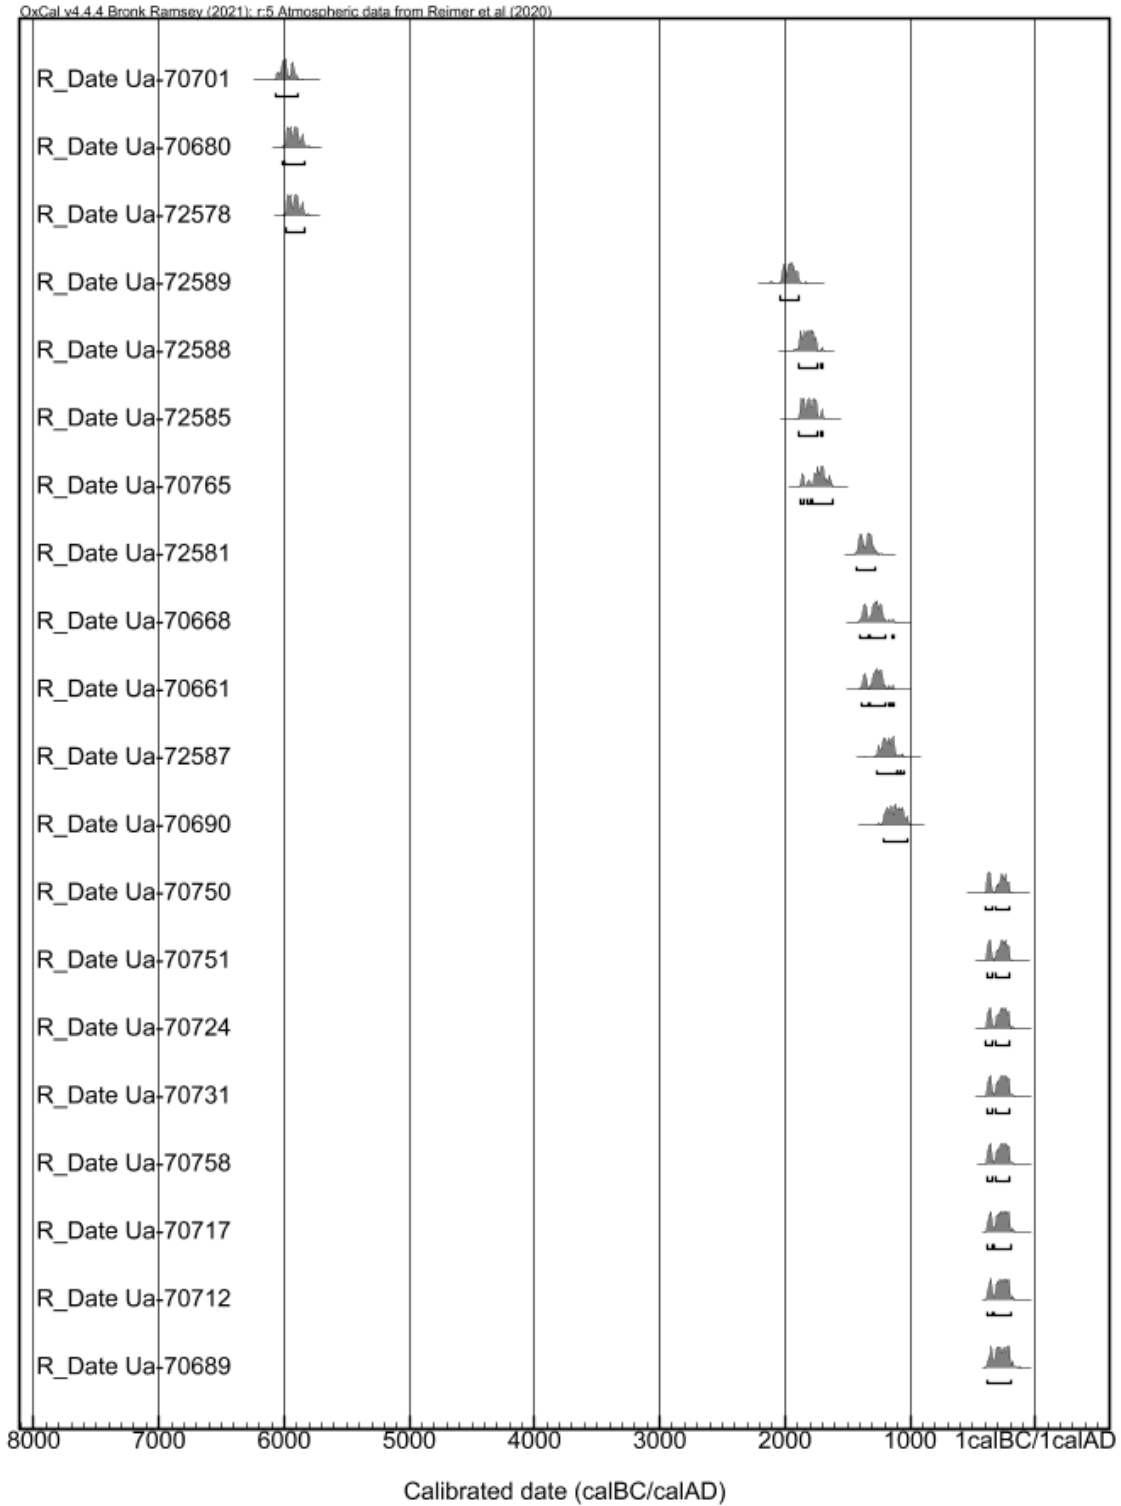 OxCal v4.4.4 Bronk Ramsey (2021); r:5 Atmospheric data from Reimer et al (2020)
R_Date Ua-70701
R_Date Ua-70680
R_Date Ua-72578
R_Date Ua-72589
R_Date Ua-72588
R_Date Ua-72585
R_Date Ua-70765
R_Date Ua-72581
R_Date Ua-70668
R_Date Ua-70661
R_Date Ua-72587
R_Date Ua-70690
R_Date Ua-70750
R_Date Ua-70751
R_Date Ua-70724
R_Date Ua-70731
R_Date Ua-70758
R_Date Ua-70717
R_Date Ua-70712
R_Date Ua-70689
8000 7000 6000 5000 4000 3000 2000 1000 1calBC/1calAD
Calibrated date (calBC/calAD)